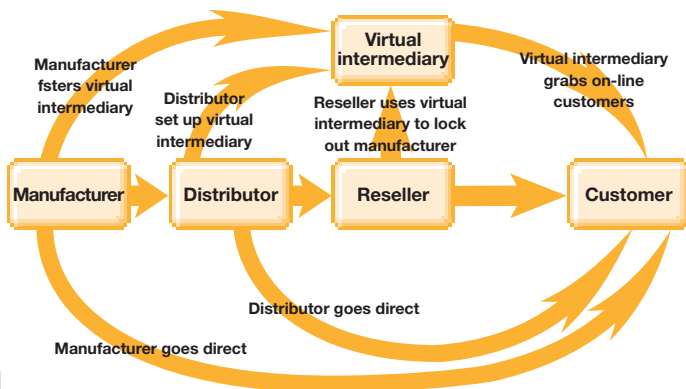 Virtual
intermediary
Manufacturer
fsters virtual
intermediary
Distributor
set up virtual
intermediary
Reseller uses virtual
intermediary to lock
out manufacturer
Virtual intermediary
grabs on-line
customers
Manufacturer
Distributor
Reseller
Customer
Distributor goes direct
Manufacturer goes direct